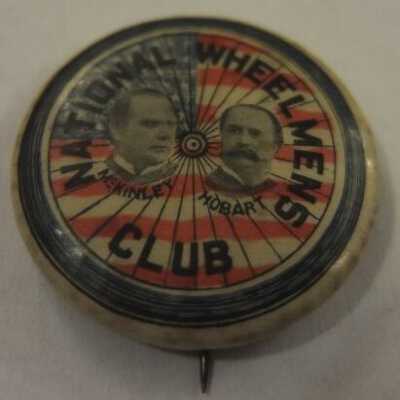 NATIONAL WHEELMENS
McKINLEY
HOBART
CLUB